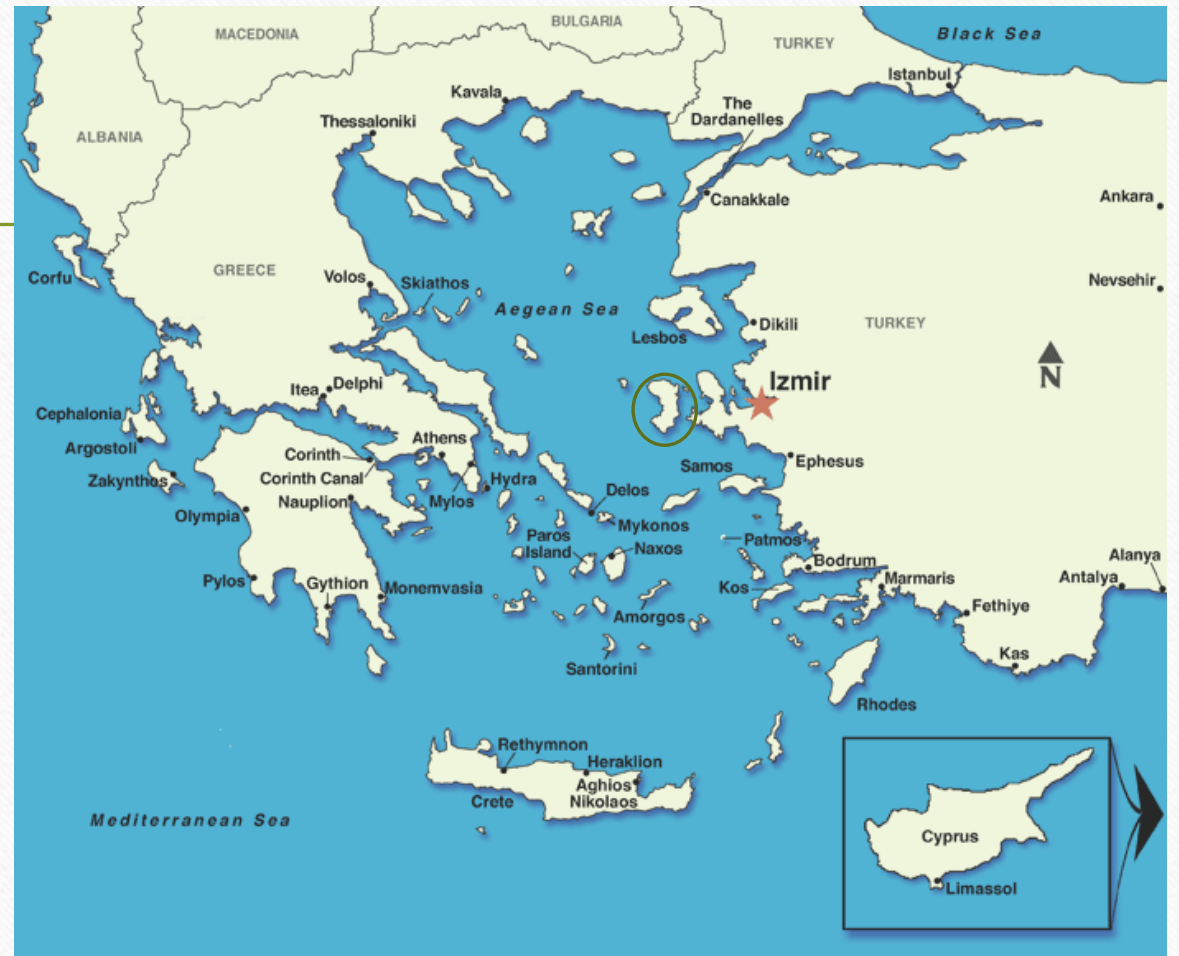 BULGARIA
MACEDONIA
Black Sea
TURKEY
Istanbul
Kavala
The
Dardanelles
Thessaloniki
ALBANIA
Canakkale
Ankara
GREECE
Corfu
Volos
Skiathos
Nevsehir
Aegean Sea
Dikili
TURKEY
Lesbos
N
Izmir
Itea
Delphi
Cephalonia
Argostoli
Athens
Corinth
Ephesus
Samos
Corinth Canal
Zakynthos
Hydra
Mylos
Nauplion
Delos
Olympia
Mykonos
Paros
Island
Naxos
Patmos
Bodrum
Alanya
Pylos
Gythion
Monemvasia
Kos
Marmaris
Antalya
Fethiye
Amorgos
Kas
Santorini
Rhodes
Rethymnon
Heraklion
Aghios
Nikolaos
Crete
Mediterranean Sea
Cyprus
Limassol